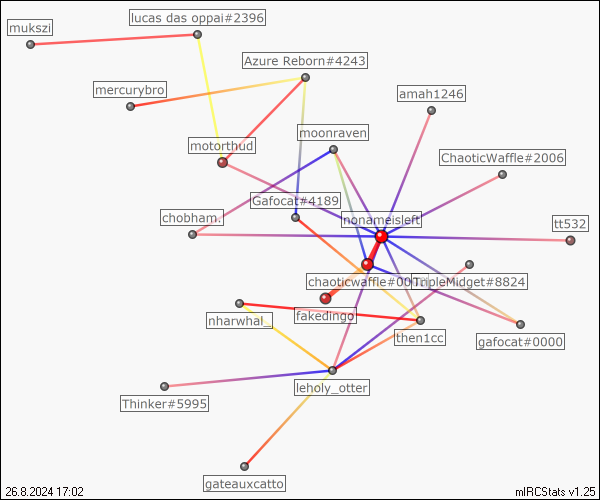 lucas das oppai#2396
mukszi
Azure Reborn#4243
mercurybro
amah1246
moonraven
motorthud
ChaoticWaffle#2006
Gafocat#4189
chobham.
nonameisleft
tt532
chaoticwaffle#00
TripleMidget#8824
fakedingo
nharwhal_
then1cc
gafocat#0000
leholy_otter
Thinker#5995
gateauxcatto
26.8.2024 17:02
mIRCStats v1.25